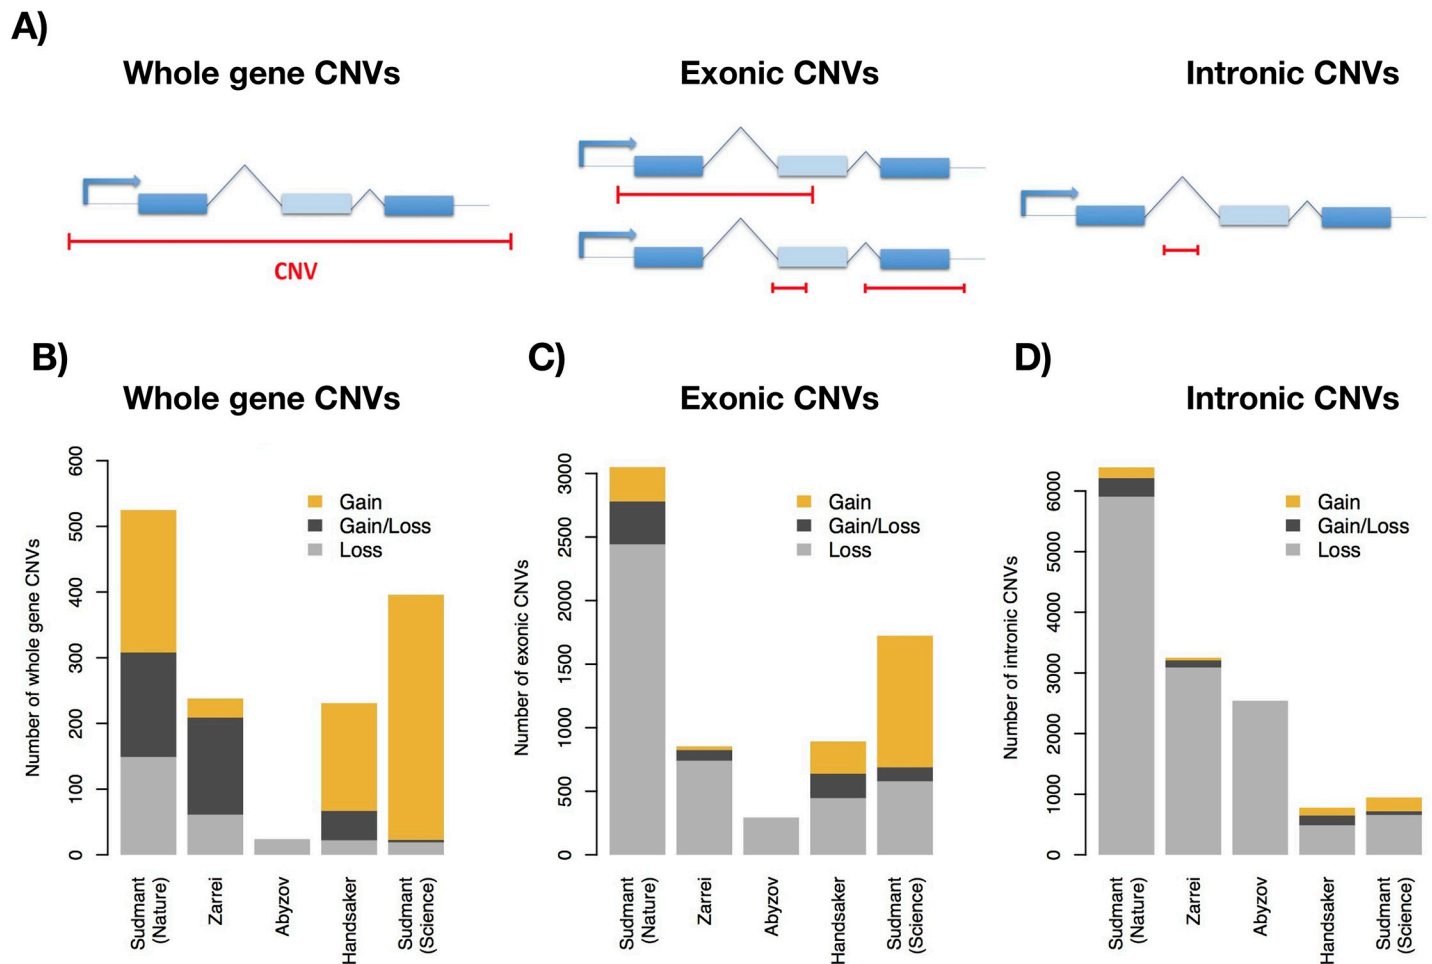 A)
Whole gene CNVs
Exonic CNVs
Intronic CNVs
CNV
B)
Whole gene CNVs
Number of whole gene CNVs
600
500
400
300
200
100
0
Gain
Gain/Loss
Loss
Sudmant
(Nature)
Zarrei
Abyzov
Handsaker
Sudmant
(Science)
C)
Exonic CNVs
Number of exonic CNVs
3000
2500
2000
1500
1000
500
0
Gain
Gain/Loss
Loss
Sudmant
(Nature)
Zarrei
Abyzov
Handsaker
Sudmant
(Science)
D)
Intronic CNVs
Number of intronic CNVs
6000
5000
4000
3000
2000
1000
0
Gain
Gain/Loss
Loss
Sudmant
(Nature)
Zarrei
Abyzov
Handsaker
Sudmant
(Science)